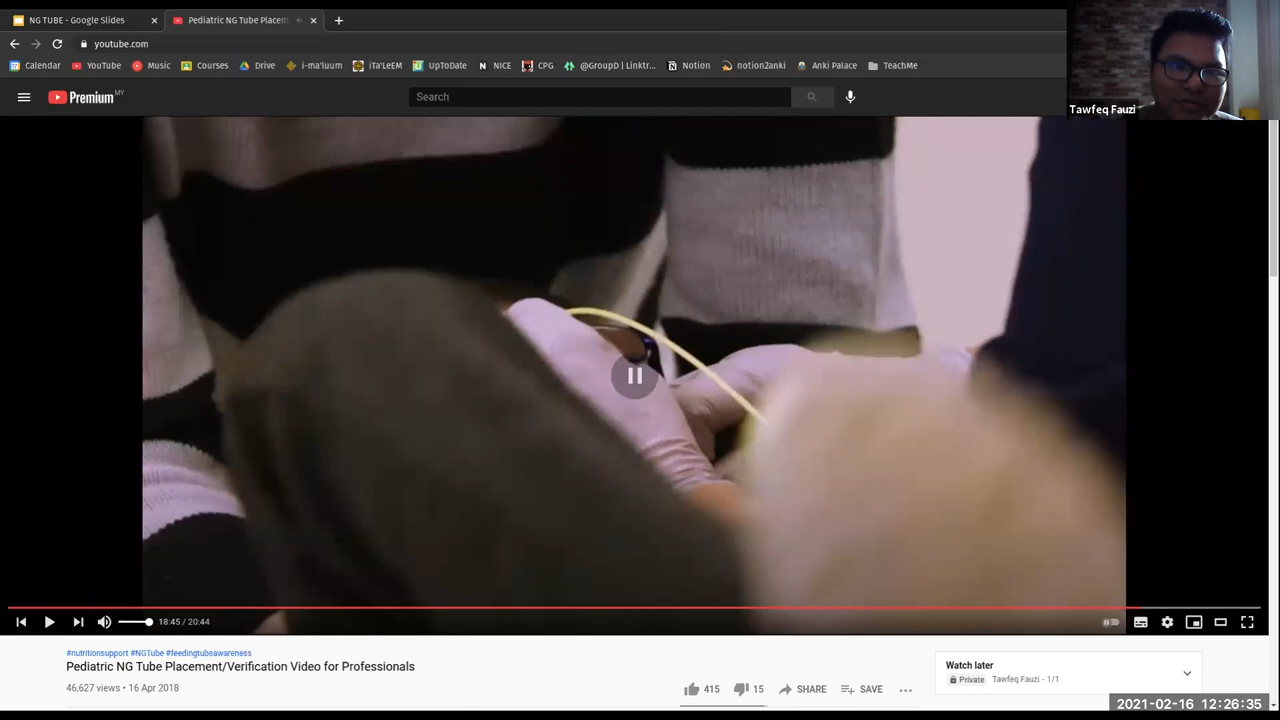 NG TUBE - Google Slides
Pediatric NG Tube Placemen
youtube.com
Calendar YouTube Music Courses Drive i-ma'luum iTa'LeEM UpToDate NICE CPG @GroupD | Linktr... Notion notion2anki Anki Palace TeachMe
Tawfeq Fauzi
Premium MY
Search
18:45 / 20:44
#nutritionsupport #NGTube #feedingtubeawareness
Pediatric NG Tube Placement/Verification Video for Professionals
46,627 views • 16 Apr 2018
415 15 SHARE SAVE ...
Watch later
Private Tawfeq Fauzi - 1/1
2021-02-16 12:26:35